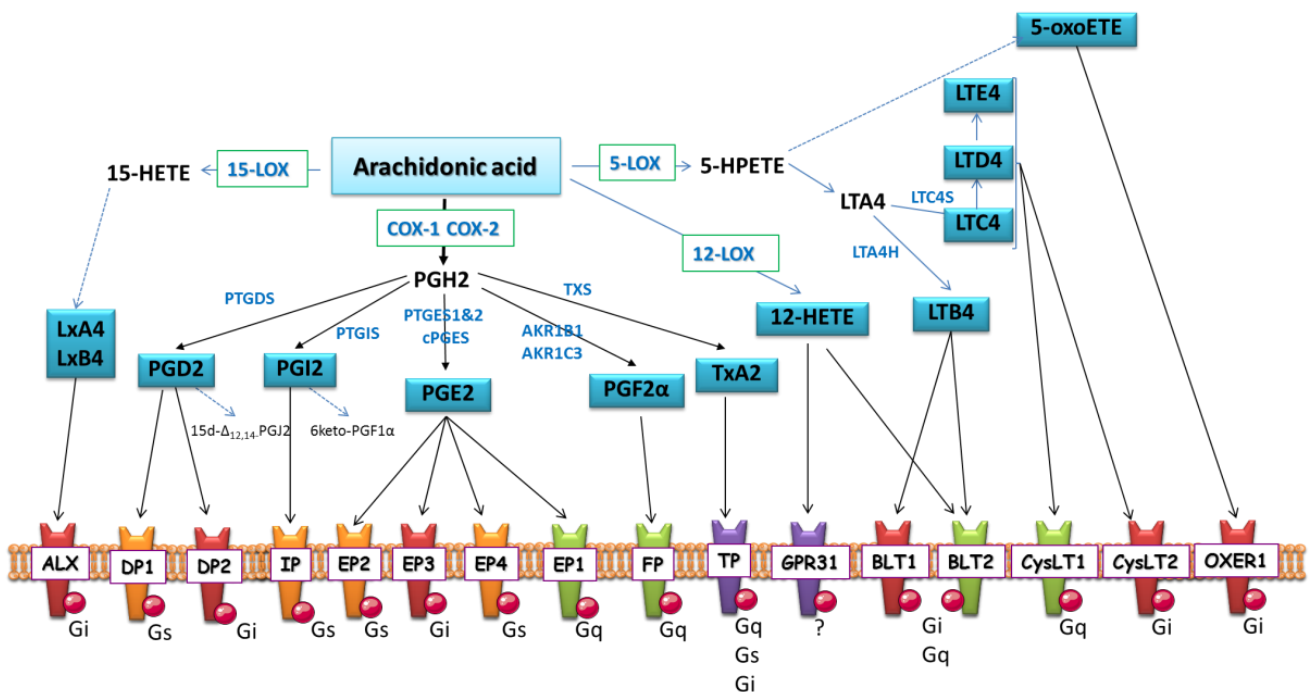 5-oxoETE
LTE4
15-HETE
15-LOX
Arachidonic acid
5-LOX
5-HPETE
LTD4
LTA4
LTC4S
LTC4
COX-1 COX-2
12-LOX
LTA4H
PGH2
PTGDS
TXS
PTGIS
PTGES1&2
cPGES
AKR1B1
AKR1C3
LxA4
LxB4
12-HETE
LTB4
PGD2
PGI2
PGE2
PGF2α
TxA2
15d-Δ12,14-PGJ2
6keto-PGF1α
ALX
DP1
DP2
IP
EP2
EP3
EP4
EP1
FP
TP
GPR31
BLT1
BLT2
CysLT1
CysLT2
OXER1
Gi
Gs
Gi
Gs
Gs
Gi
Gs
Gq
Gq
Gq
Gs
Gi
?
Gi
Gq
Gq
Gi
Gi